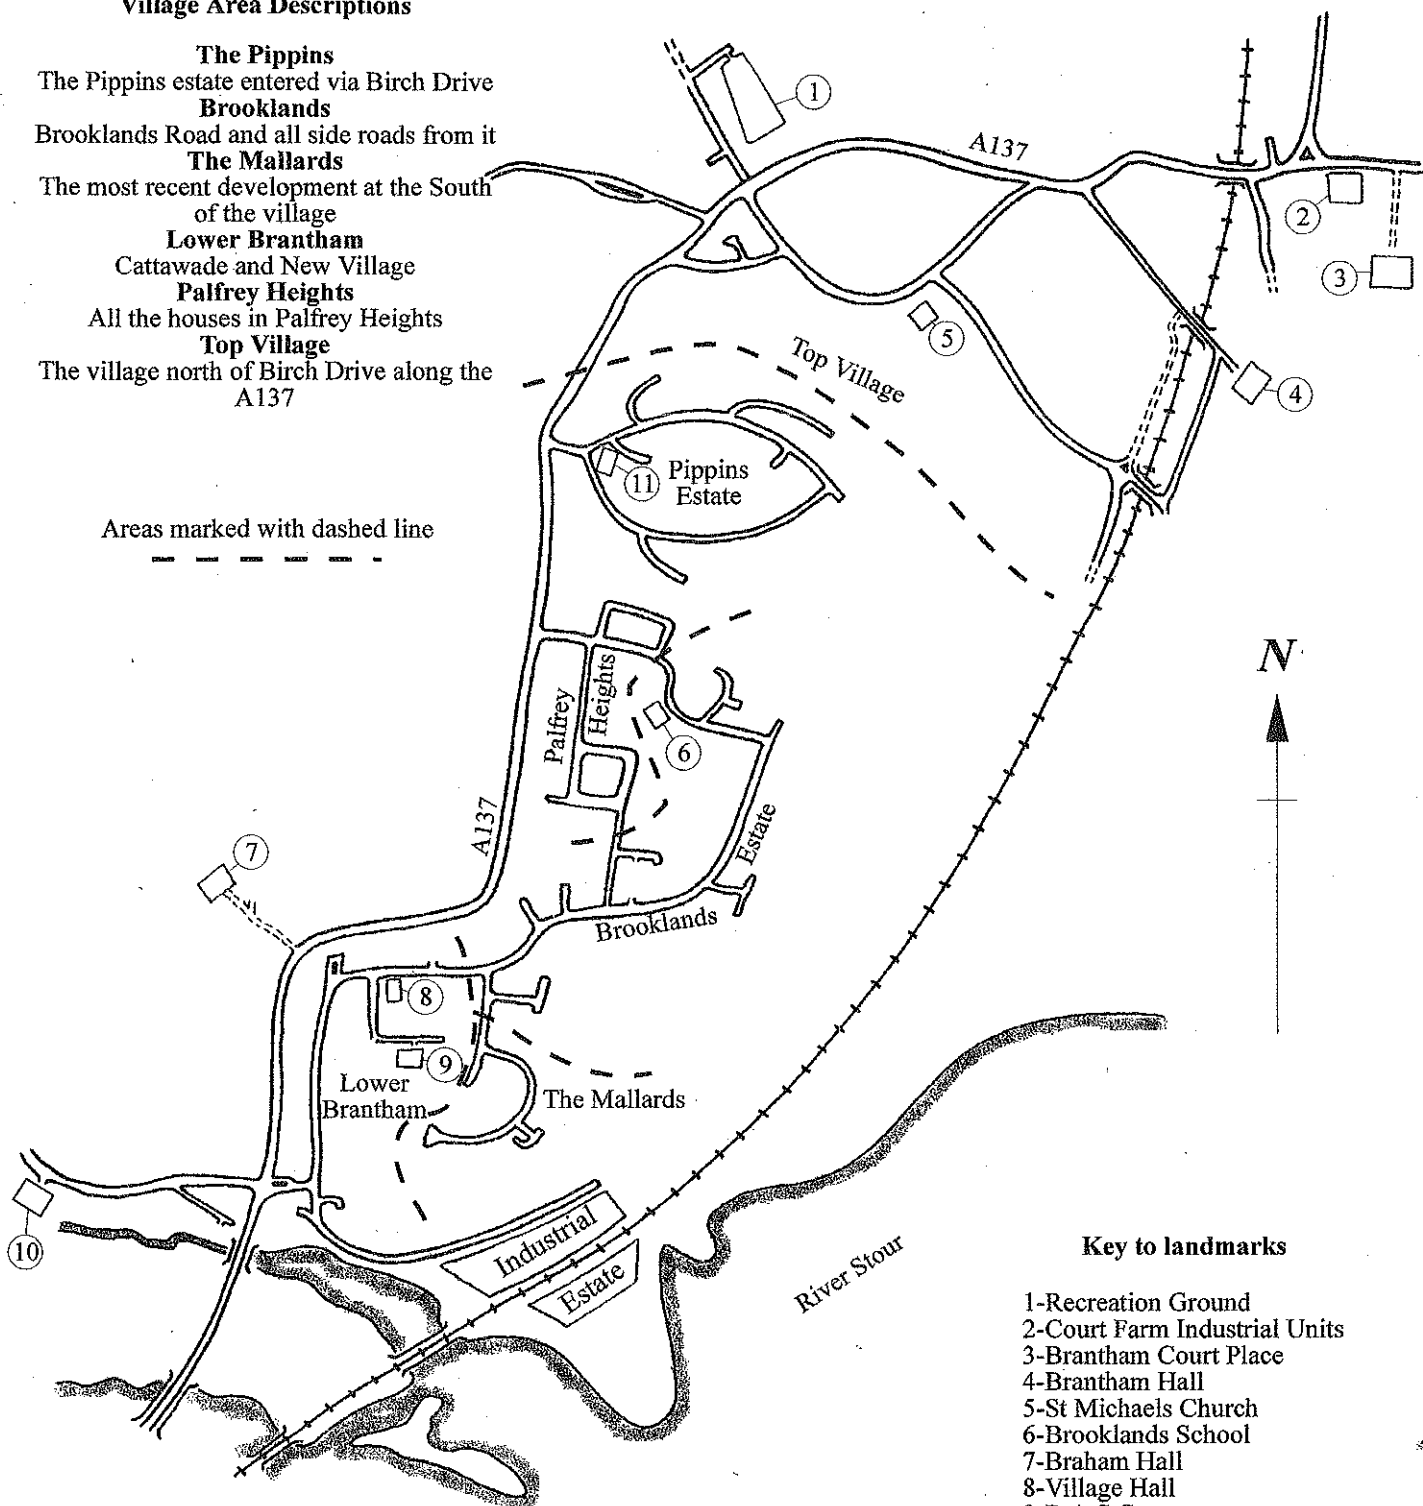 Village Area Descriptions
The Pippins
The Pippins estate entered via Birch Drive
Brooklands
Brooklands Road and all side roads from it
The Mallards
The most recent development at the South
of the village
Lower Brantham
Cattawade and New Village
Palfrey Heights
All the houses in Palfrey Heights
Top Village
The village north of Birch Drive along the
A137
Areas marked with dashed line
1
A137
2
3
5
4
Top Village
11
Pippins
Estate
N
Palfrey
Heights
6
A137
Estate
7
Brooklands
8
9
Lower
Brantham
The Mallards
10
Industrial
Estate
River Stour
Key to landmarks
1-Recreation Ground
2-Court Farm Industrial Units
3-Brantham Court Place
4-Brantham Hall
5-St Michaels Church
6-Brooklands School
7-Braham Hall
8-Village Hall